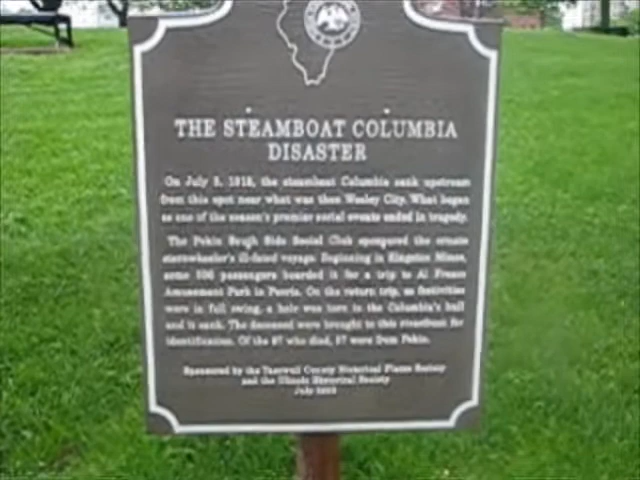 THE STEAMBOAT COLUMBIA
DISASTER
On July 5, 1918, the steamboat Columbia sank upstream
from this spot near what was then Wesley City. What began
as one of the season's premier social events ended in tragedy.
The Pekin South Side Social Club sponsored the ornate
sternwheeler's ill-fated voyage. Beginning in Kingston Mines,
some 500 passengers boarded it for a trip to Al Fresco
Amusement Park in Peoria. On the return trip, as festivities
were in full swing, a hole was torn in the Columbia's hull
and it sank. The deceased were brought to this riverfront for
identification. Of the 87 who died, 57 were from Pekin.
Sponsored by the Tazewell County Historical Places Society
and the Illinois Historical Society
July